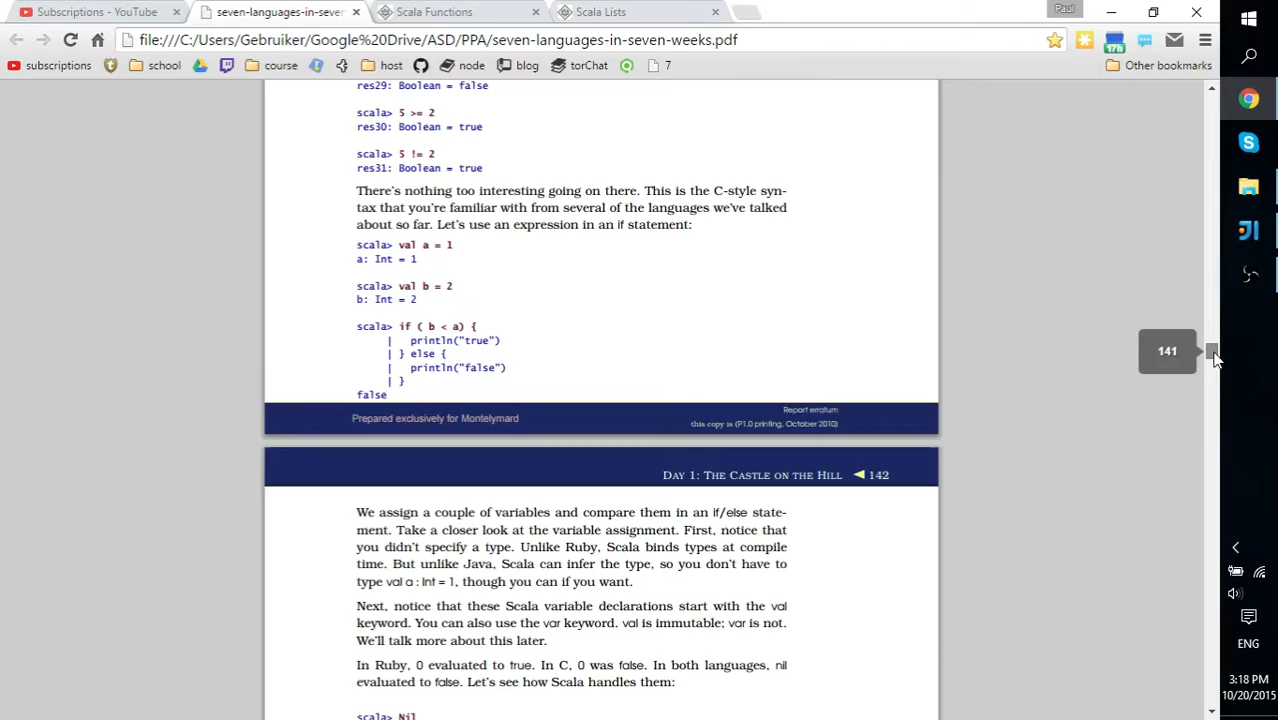 Subscriptions - YouTube
seven-languages-in-seve
Scala Functions
Scala Lists
Paul
file:///C:/Users/Gebruiker/Google%20Drive/ASD/PPA/seven-languages-in-seven-weeks.pdf
17h
subscriptions
school
course
host
node
blog
torChat
7
Other bookmarks
res29: Boolean = false
scala> 5 >= 2
res30: Boolean = true
scala> 5 != 2
res31: Boolean = true
There's nothing too interesting going on there. This is the C-style syn-
tax that you're familiar with from several of the languages we've talked
about so far. Let's use an expression in an if statement:
scala> val a = 1
a: Int = 1
scala> val b = 2
b: Int = 2
scala> if ( b < a) {
| println("true")
| } else {
| println("false")
| }
false
141
Prepared exclusively for Montelymard
Report erratum
this copy is (P1.0 printing, October 2010)
DAY 1: THE CASTLE ON THE HILL 142
We assign a couple of variables and compare them in an if/else state-
ment. Take a closer look at the variable assignment. First, notice that
you didn't specify a type. Unlike Ruby, Scala binds types at compile
time. But unlike Java, Scala can infer the type, so you don't have to
type val a : Int = 1, though you can if you want.
Next, notice that these Scala variable declarations start with the val
keyword. You can also use the var keyword. val is immutable; var is not.
We'll talk more about this later.
In Ruby, 0 evaluated to true. In C, 0 was false. In both languages, nil
evaluated to false. Let's see how Scala handles them:
scala> Nil
ENG
3:18 PM
10/20/2015